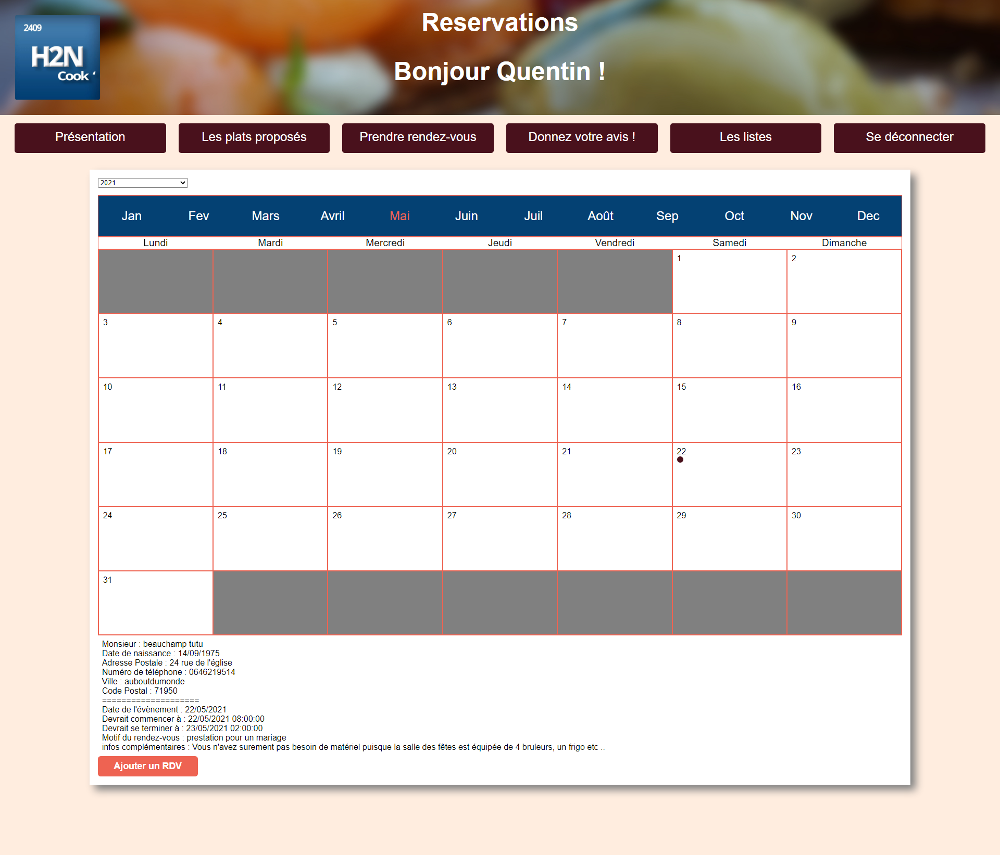 2409
H2N
Cook ‘
Reservations
Bonjour Quentin !
Présentation
Les plats proposés
Prendre rendez-vous
Donnez votre avis !
Les listes
Se déconnecter
2021
Jan Fev Mars Avril Mai Juin Juil Août Sep Oct Nov Dec
Lundi Mardi Mercredi Jeudi Vendredi Samedi Dimanche
1 2
3 4 5 6 7 8 9
10 11 12 13 14 15 16
17 18 19 20 21 22 23
24 25 26 27 28 29 30
31
Monsieur : beauchamp tutu
Date de naissance : 14/09/1975
Adresse Postale : 24 rue de l'église
Numéro de téléphone : 0646219514
Ville : auboutdumonde
Code Postal : 71950
====================
Date de l'évènement : 22/05/2021
Devrait commencer à : 22/05/2021 08:00:00
Devrait se terminer à : 23/05/2021 02:00:00
Motif du rendez-vous : prestation pour un mariage
infos complémentaires : Vous n'avez surement pas besoin de matériel puisque la salle des fêtes est équipée de 4 bruleurs, un frigo etc ..
Ajouter un RDV